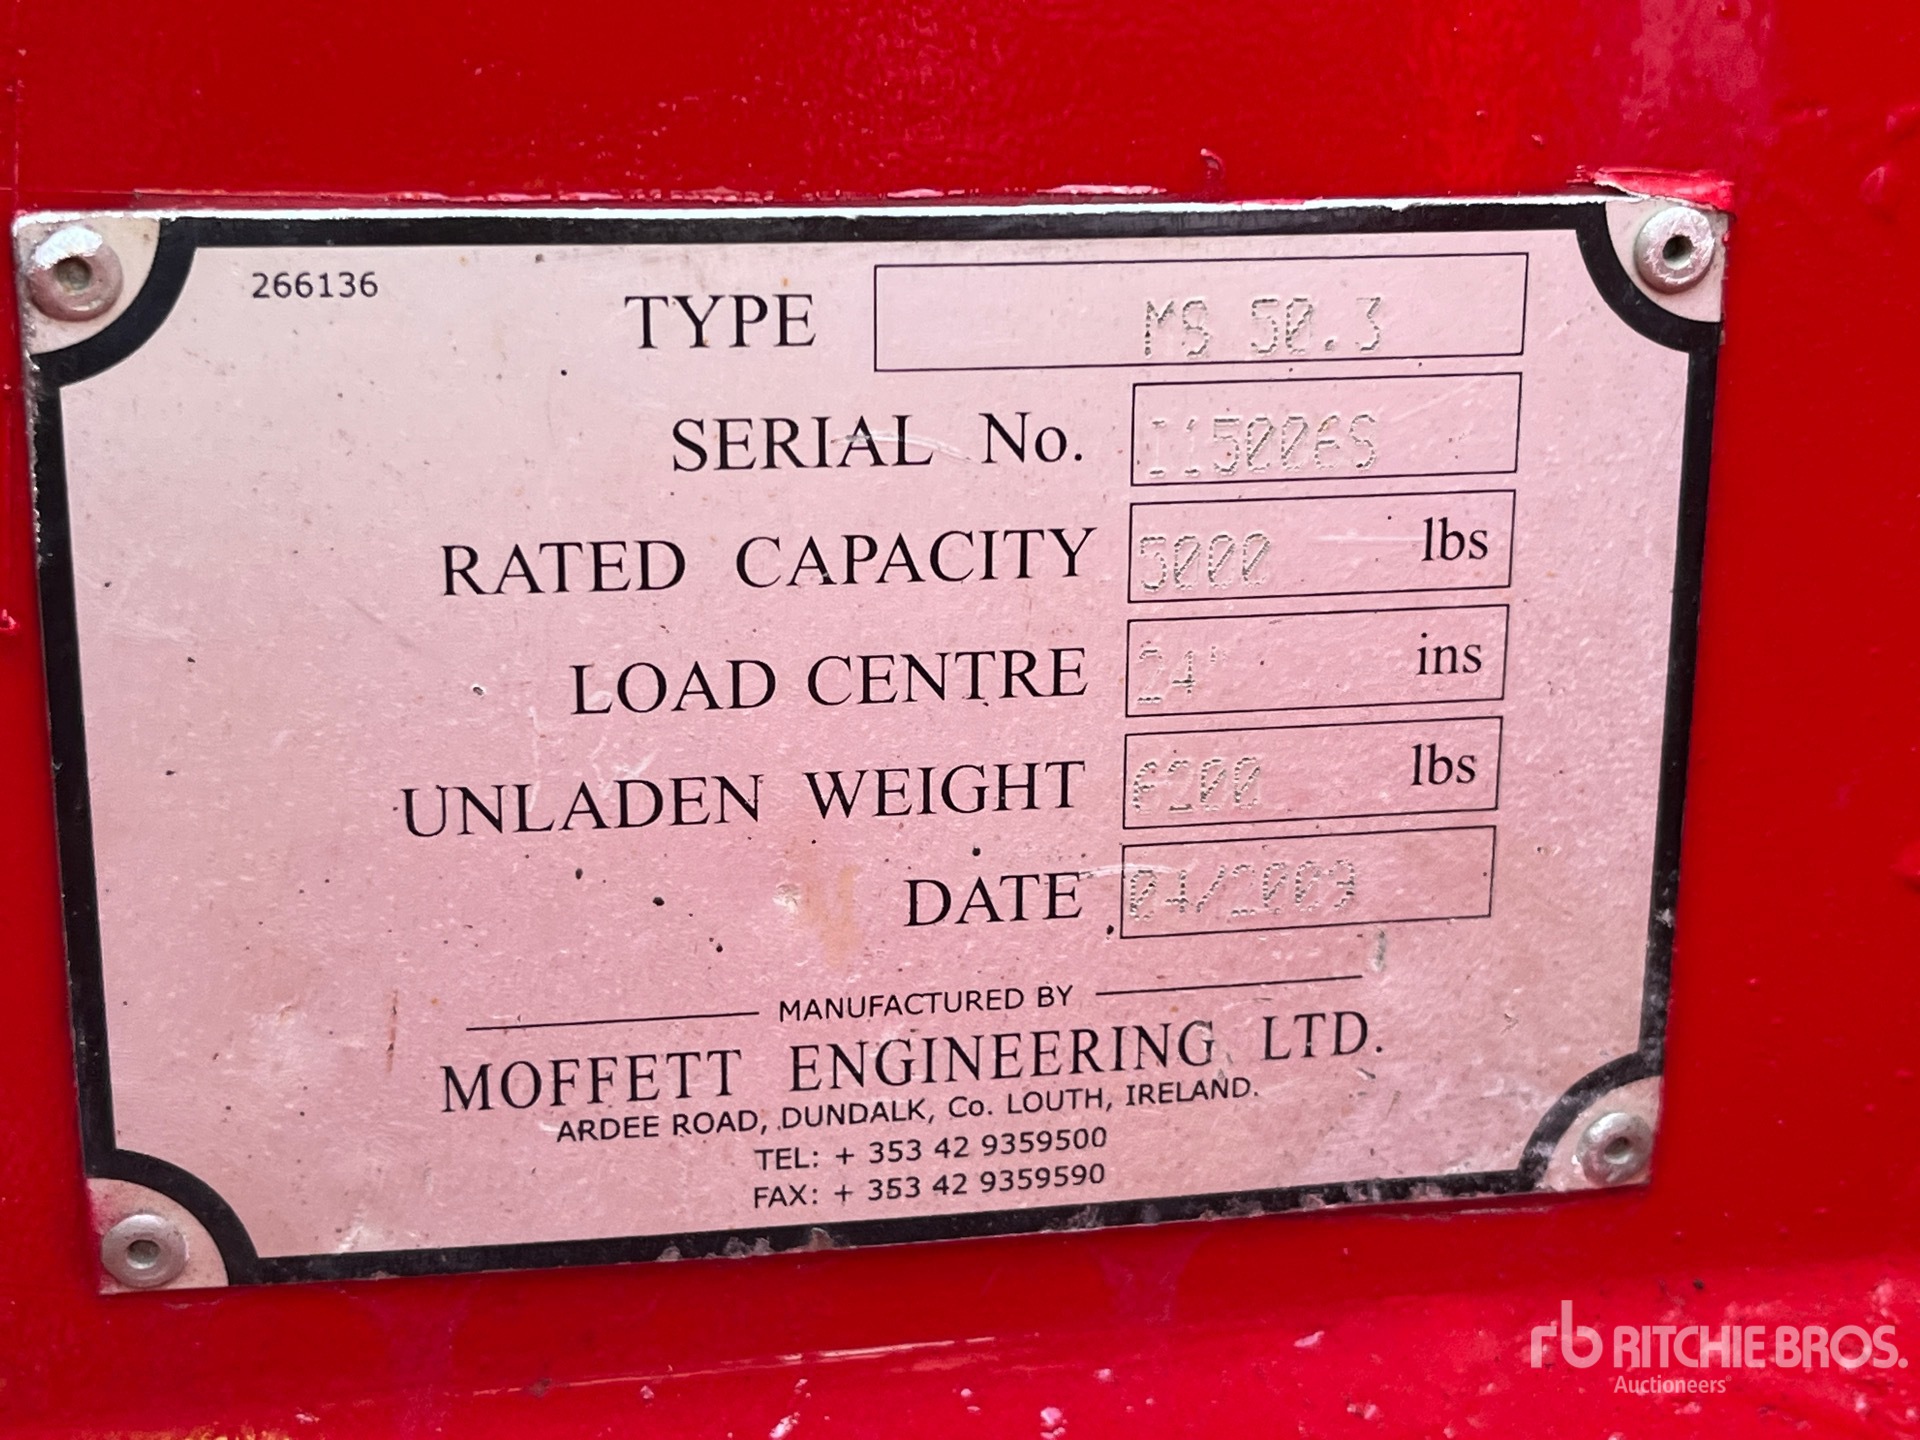 266136
TYPE M8 50.3
SERIAL No.
RATED CAPACITY 5000 lbs
LOAD CENTRE 24" ins
UNLADEN WEIGHT 6200 lbs
DATE 04/2009
MANUFACTURED BY
MOFFETT ENGINEERING LTD.
ARDEE ROAD, DUNDALK, Co. LOUTH, IRELAND.
TEL: + 353 42 9359500
FAX: + 353 42 9359590
rb RITCHIE BROS.
Auctioneers